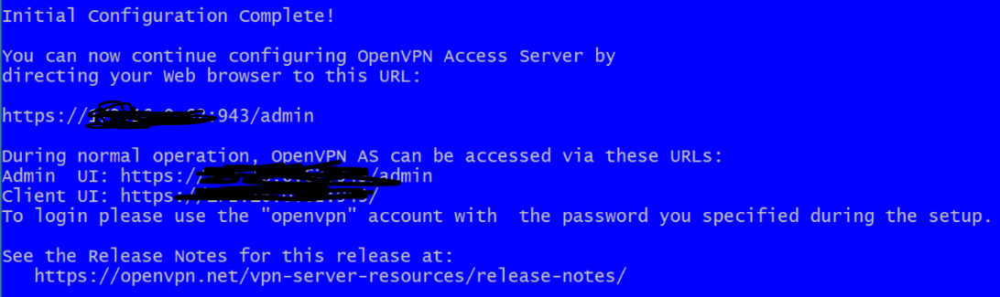 Initial Configuration Complete!
You can now continue configuring OpenVPN Access Server by
directing your Web browser to this URL:
https:// :943/admin
During normal operation, OpenVPN AS can be accessed via these URLs:
Admin  UI: https:/ /admin
Client UI: https
To login please use the "openvpn" account with  the password you specified during the setup.
See the Release Notes for this release at:
https://openvpn.net/vpn-server-resources/release-notes/